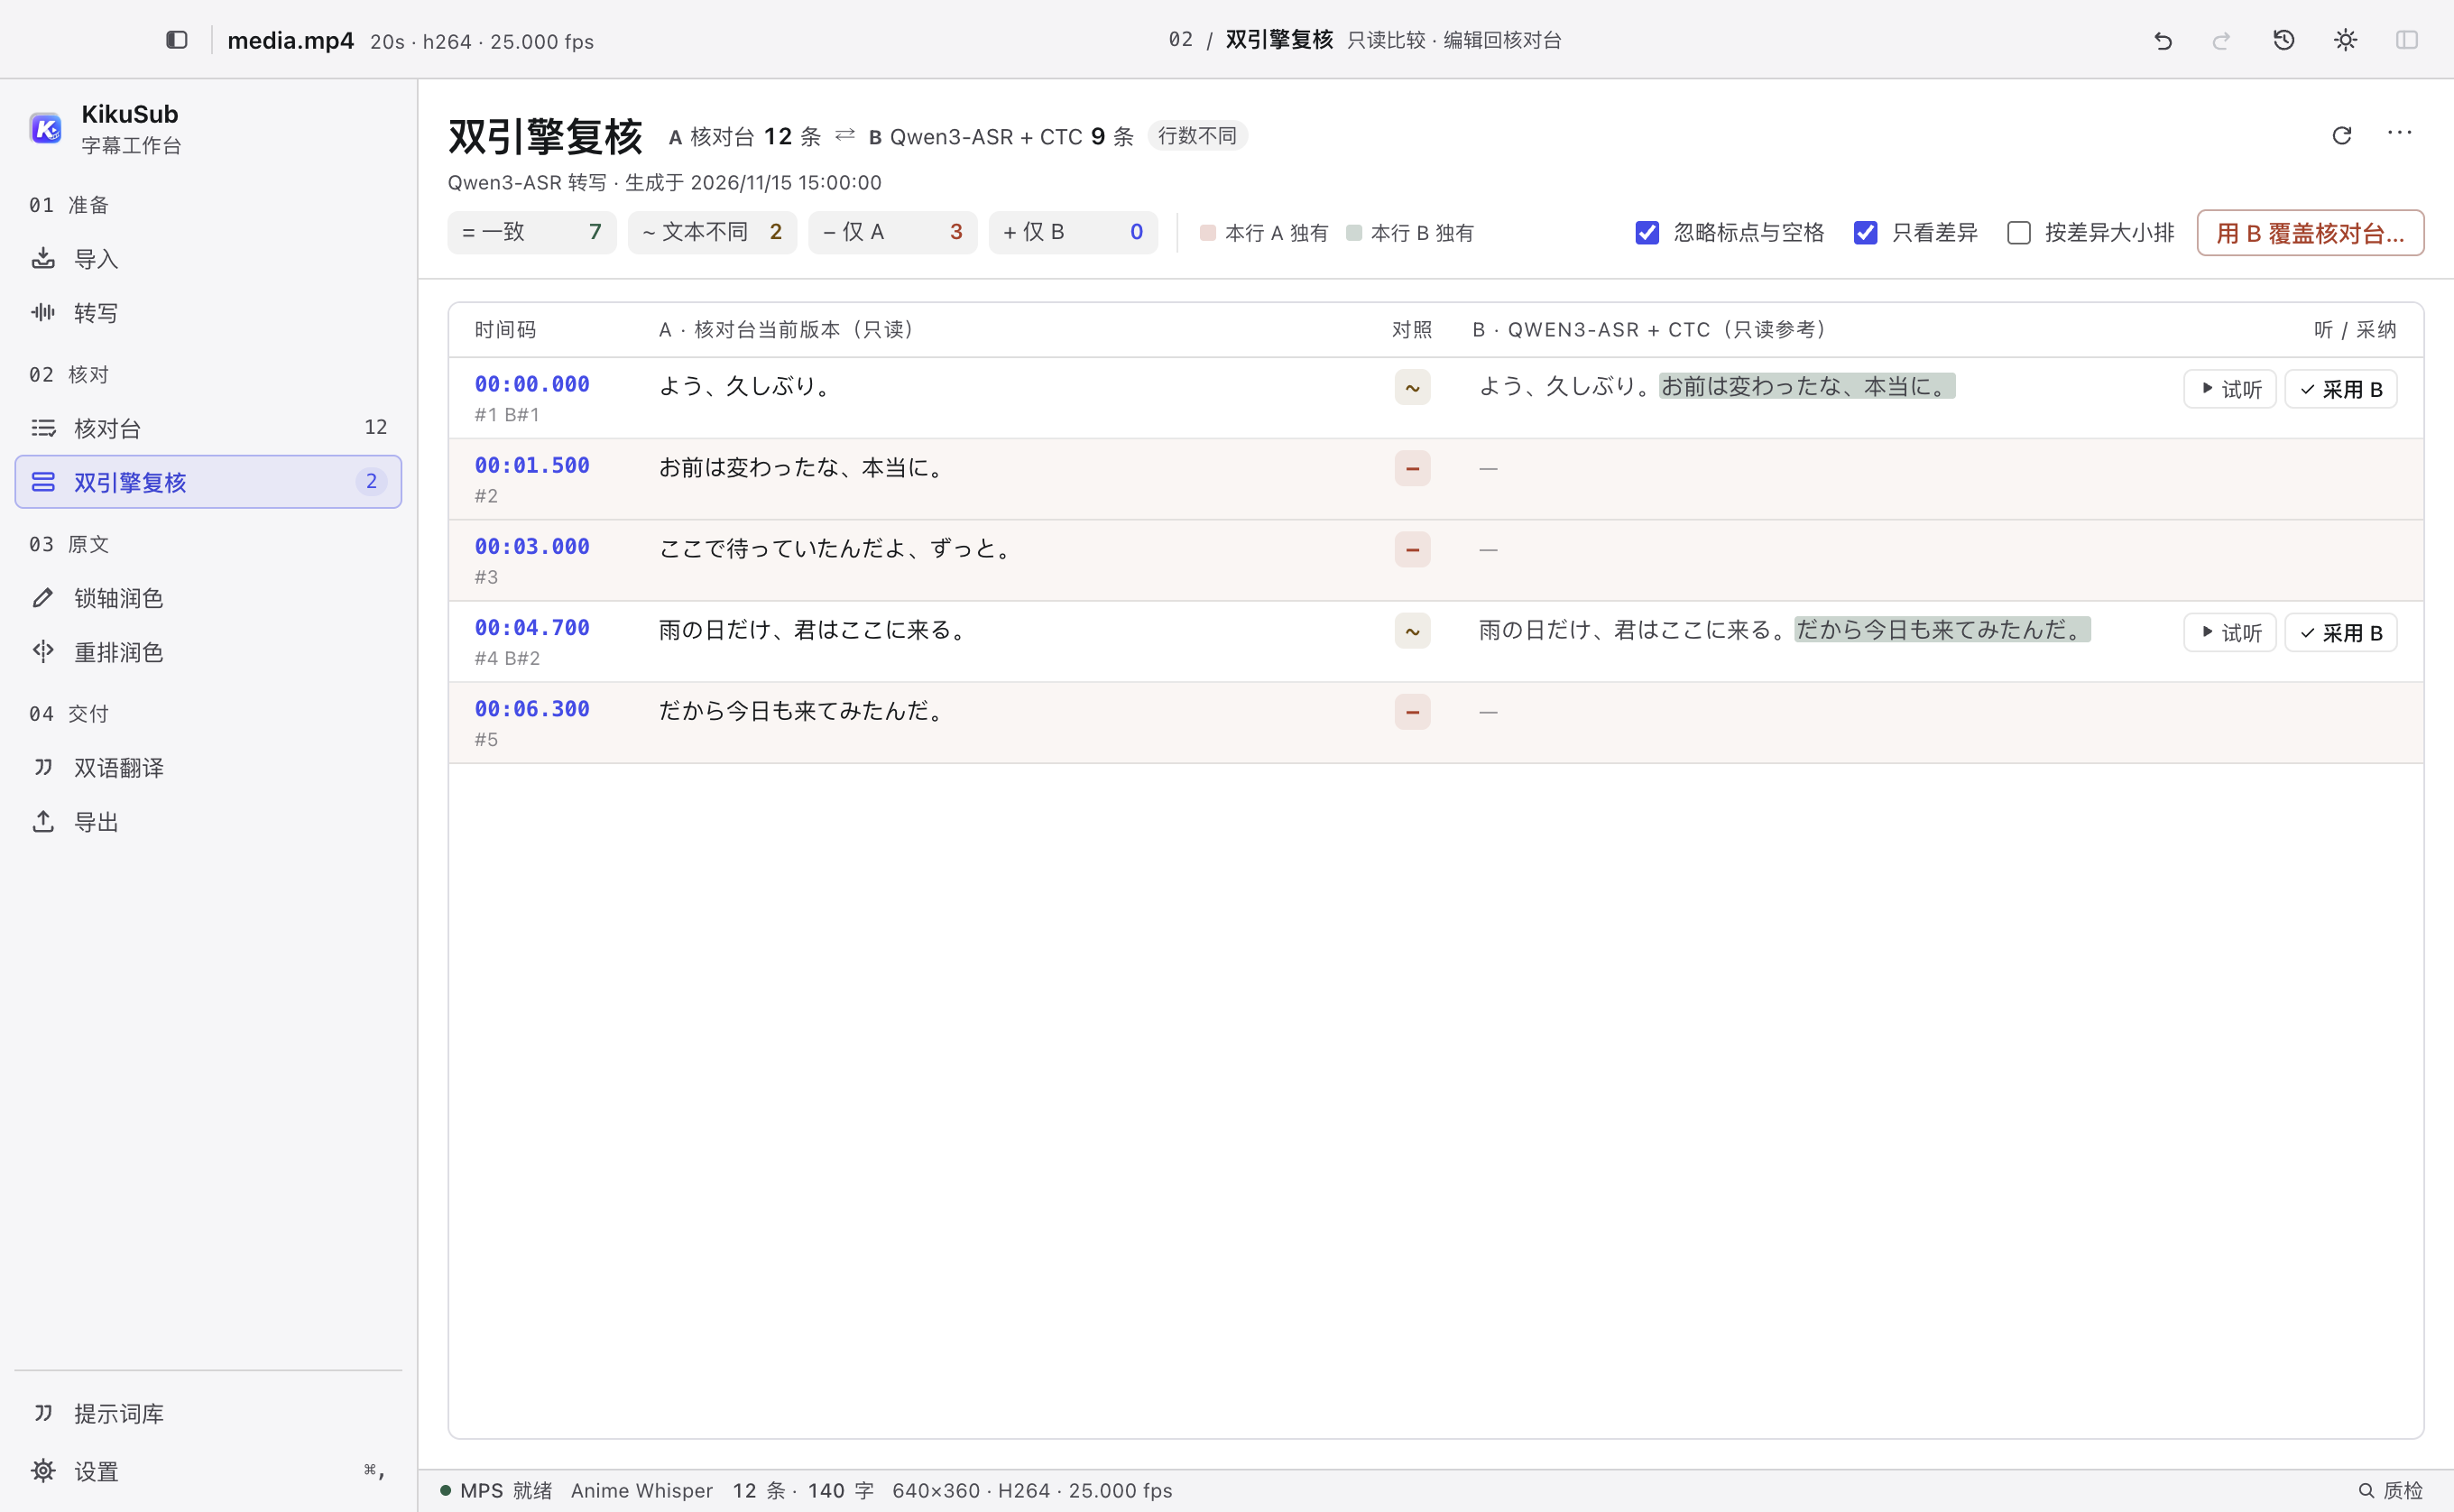 media.mp4 20s · h264 · 25.000 fps
02 / 双引擎复核 只读比较 · 编辑回核对台
KikuSub
字幕工作台
01 准备
导入
转写
02 核对
核对台 12
双引擎复核 2
03 原文
锁轴润色
重排润色
04 交付
双语翻译
导出
提示词库
设置 ⌘,
双引擎复核 A 核对台 12 条 ⇄ B Qwen3-ASR + CTC 9 条 行数不同
Qwen3-ASR 转写 · 生成于 2026/11/15 15:00:00
= 一致 7 ~ 文本不同 2 − 仅 A 3 + 仅 B 0 本行 A 独有 本行 B 独有 忽略标点与空格 只看差异 按差异大小排 用 B 覆盖核对台...
时间码 A · 核对台当前版本（只读） 对照 B · QWEN3-ASR + CTC（只读参考） 听 / 采纳
00:00.000 よう、久しぶり。 ~ よう、久しぶり。お前は変わったな、本当に。 试听 采用 B
#1 B#1
00:01.500 お前は変わったな、本当に。 − —
#2
00:03.000 ここで待っていたんだよ、ずっと。 − —
#3
00:04.700 雨の日だけ、君はここに来る。 ~ 雨の日だけ、君はここに来る。だから今日も来てみたんだ。 试听 采用 B
#4 B#2
00:06.300 だから今日も来てみたんだ。 − —
#5
MPS 就绪 Anime Whisper 12 条 · 140 字 640×360 · H264 · 25.000 fps 质检